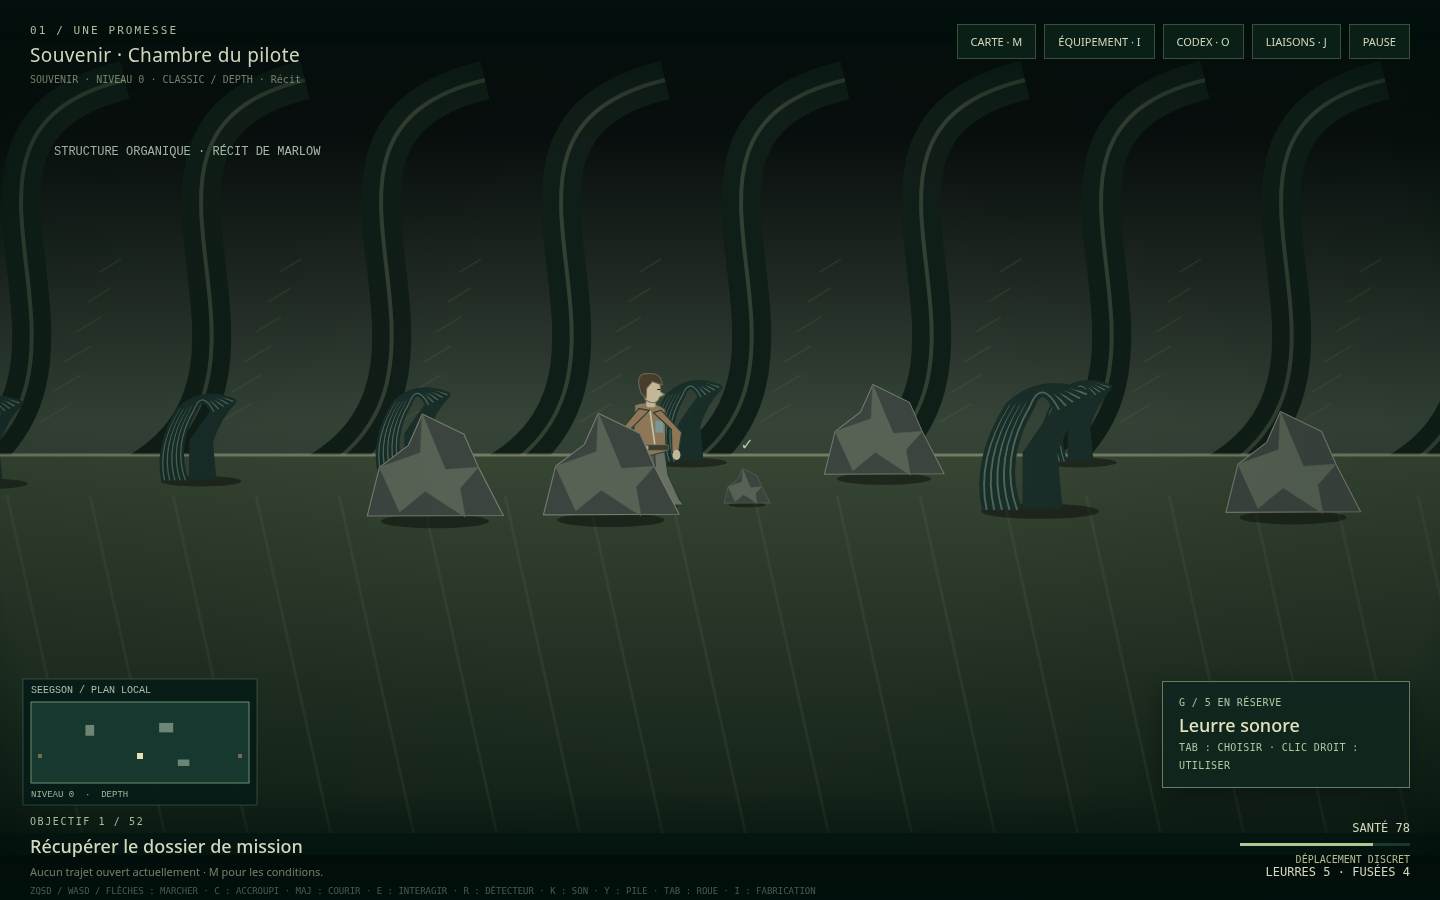 01 / UNE PROMESSE
Souvenir · Chambre du pilote
SOUVENIR · NIVEAU 0 · CLASSIC / DEPTH · Récit
CARTE · M
ÉQUIPEMENT · I
CODEX · O
LIAISONS · J
PAUSE
STRUCTURE ORGANIQUE · RÉCIT DE MARLOW
✓
SEEGSON / PLAN LOCAL
NIVEAU 0 · DEPTH
G / 5 EN RÉSERVE
Leurre sonore
TAB : CHOISIR · CLIC DROIT :
UTILISER
OBJECTIF 1 / 52
Récupérer le dossier de mission
Aucun trajet ouvert actuellement · M pour les conditions.
ZQSD / WASD / FLÈCHES : MARCHER · C : ACCROUPI · MAJ : COURIR · E : INTERAGIR · R : DÉTECTEUR · K : SON · Y : PILE · TAB : ROUE · I : FABRICATION
SANTÉ 78
DÉPLACEMENT DISCRET
LEURRES 5 · FUSÉES 4